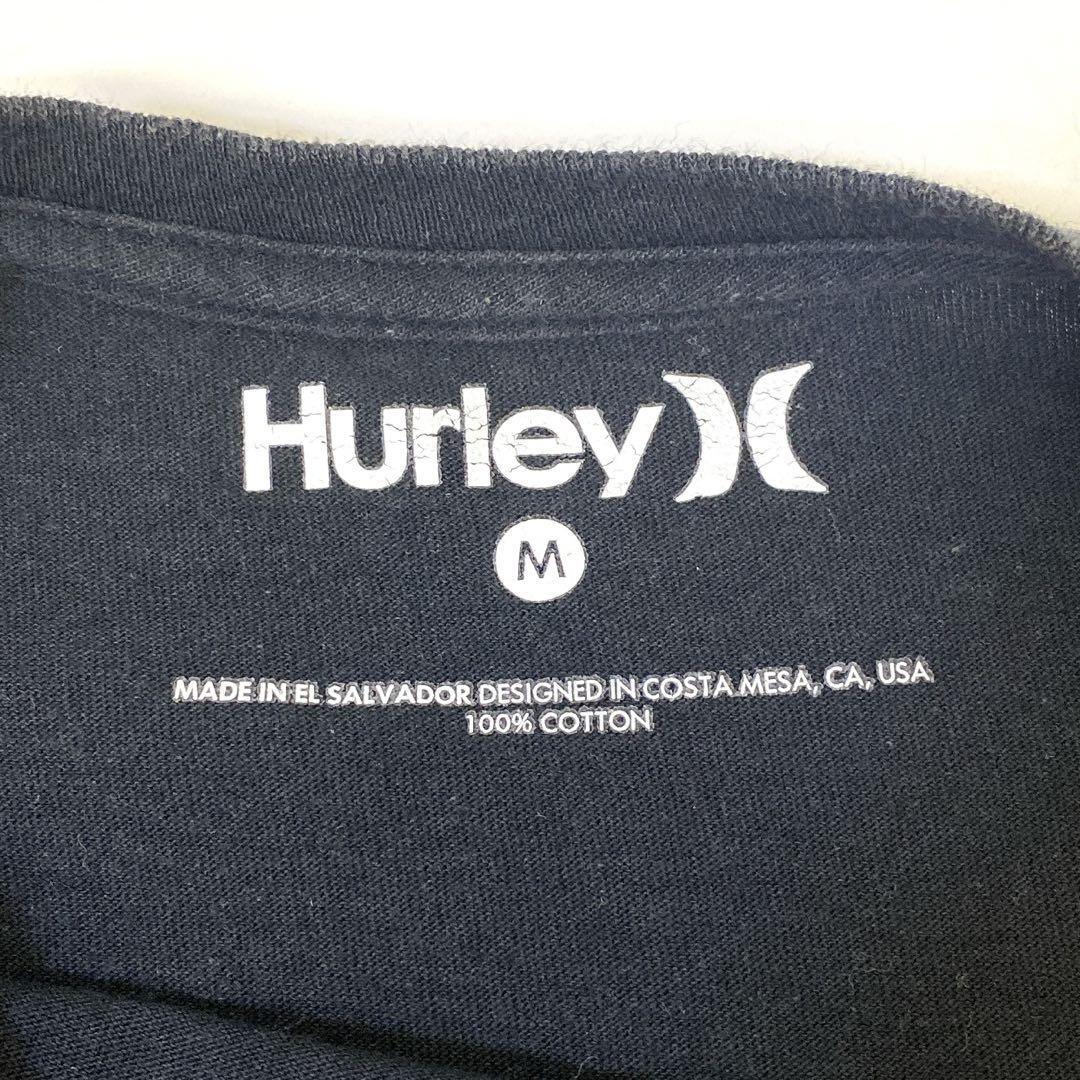 Hurley
M
MADE IN EL SALVADOR DESIGNED IN COSTA MESA, CA, USA
100% COTTON